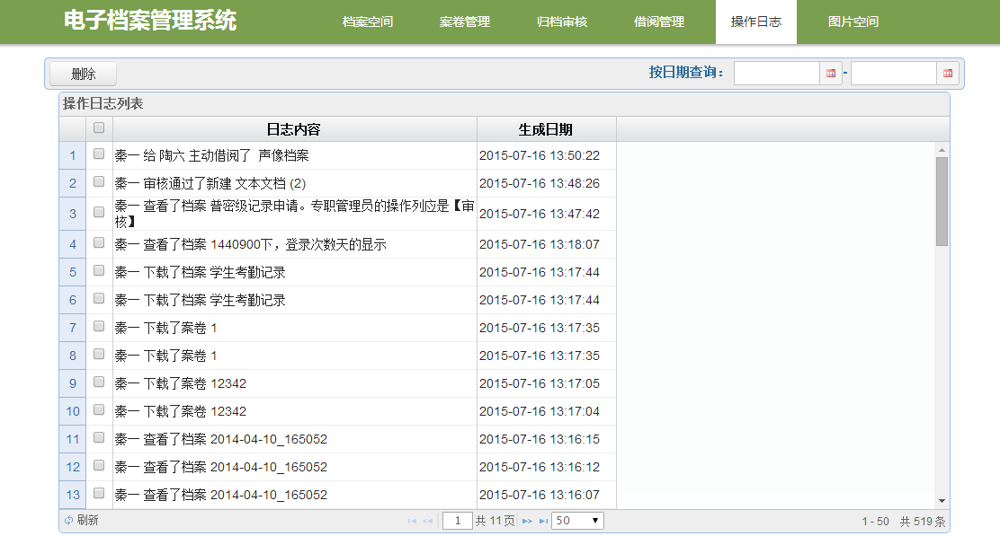 电子档案管理系统 档案空间 案卷管理 归档审核 借阅管理 操作日志 图片空间
删除 按日期查询： -
操作日志列表
日志内容 生成日期
1 秦一 给 陶六 主动借阅了 声像档案 2015-07-16 13:50:22
2 秦一 审核通过了新建 文本文档 (2) 2015-07-16 13:48:26
3 秦一 查看了档案 普密级记录申请。专职管理员的操作列应是【审 2015-07-16 13:47:42
核】
4 秦一 查看了档案 1440900下，登录次数天的显示 2015-07-16 13:18:07
5 秦一 下载了档案 学生考勤记录 2015-07-16 13:17:44
6 秦一 下载了档案 学生考勤记录 2015-07-16 13:17:44
7 秦一 下载了案卷 1 2015-07-16 13:17:35
8 秦一 下载了案卷 1 2015-07-16 13:17:35
9 秦一 下载了案卷 12342 2015-07-16 13:17:05
10 秦一 下载了案卷 12342 2015-07-16 13:17:04
11 秦一 查看了档案 2014-04-10_165052 2015-07-16 13:16:15
12 秦一 查看了档案 2014-04-10_165052 2015-07-16 13:16:12
13 秦一 查看了档案 2014-04-10_165052 2015-07-16 13:16:07
刷新 1 共 11 页 50 1 - 50 共 519 条